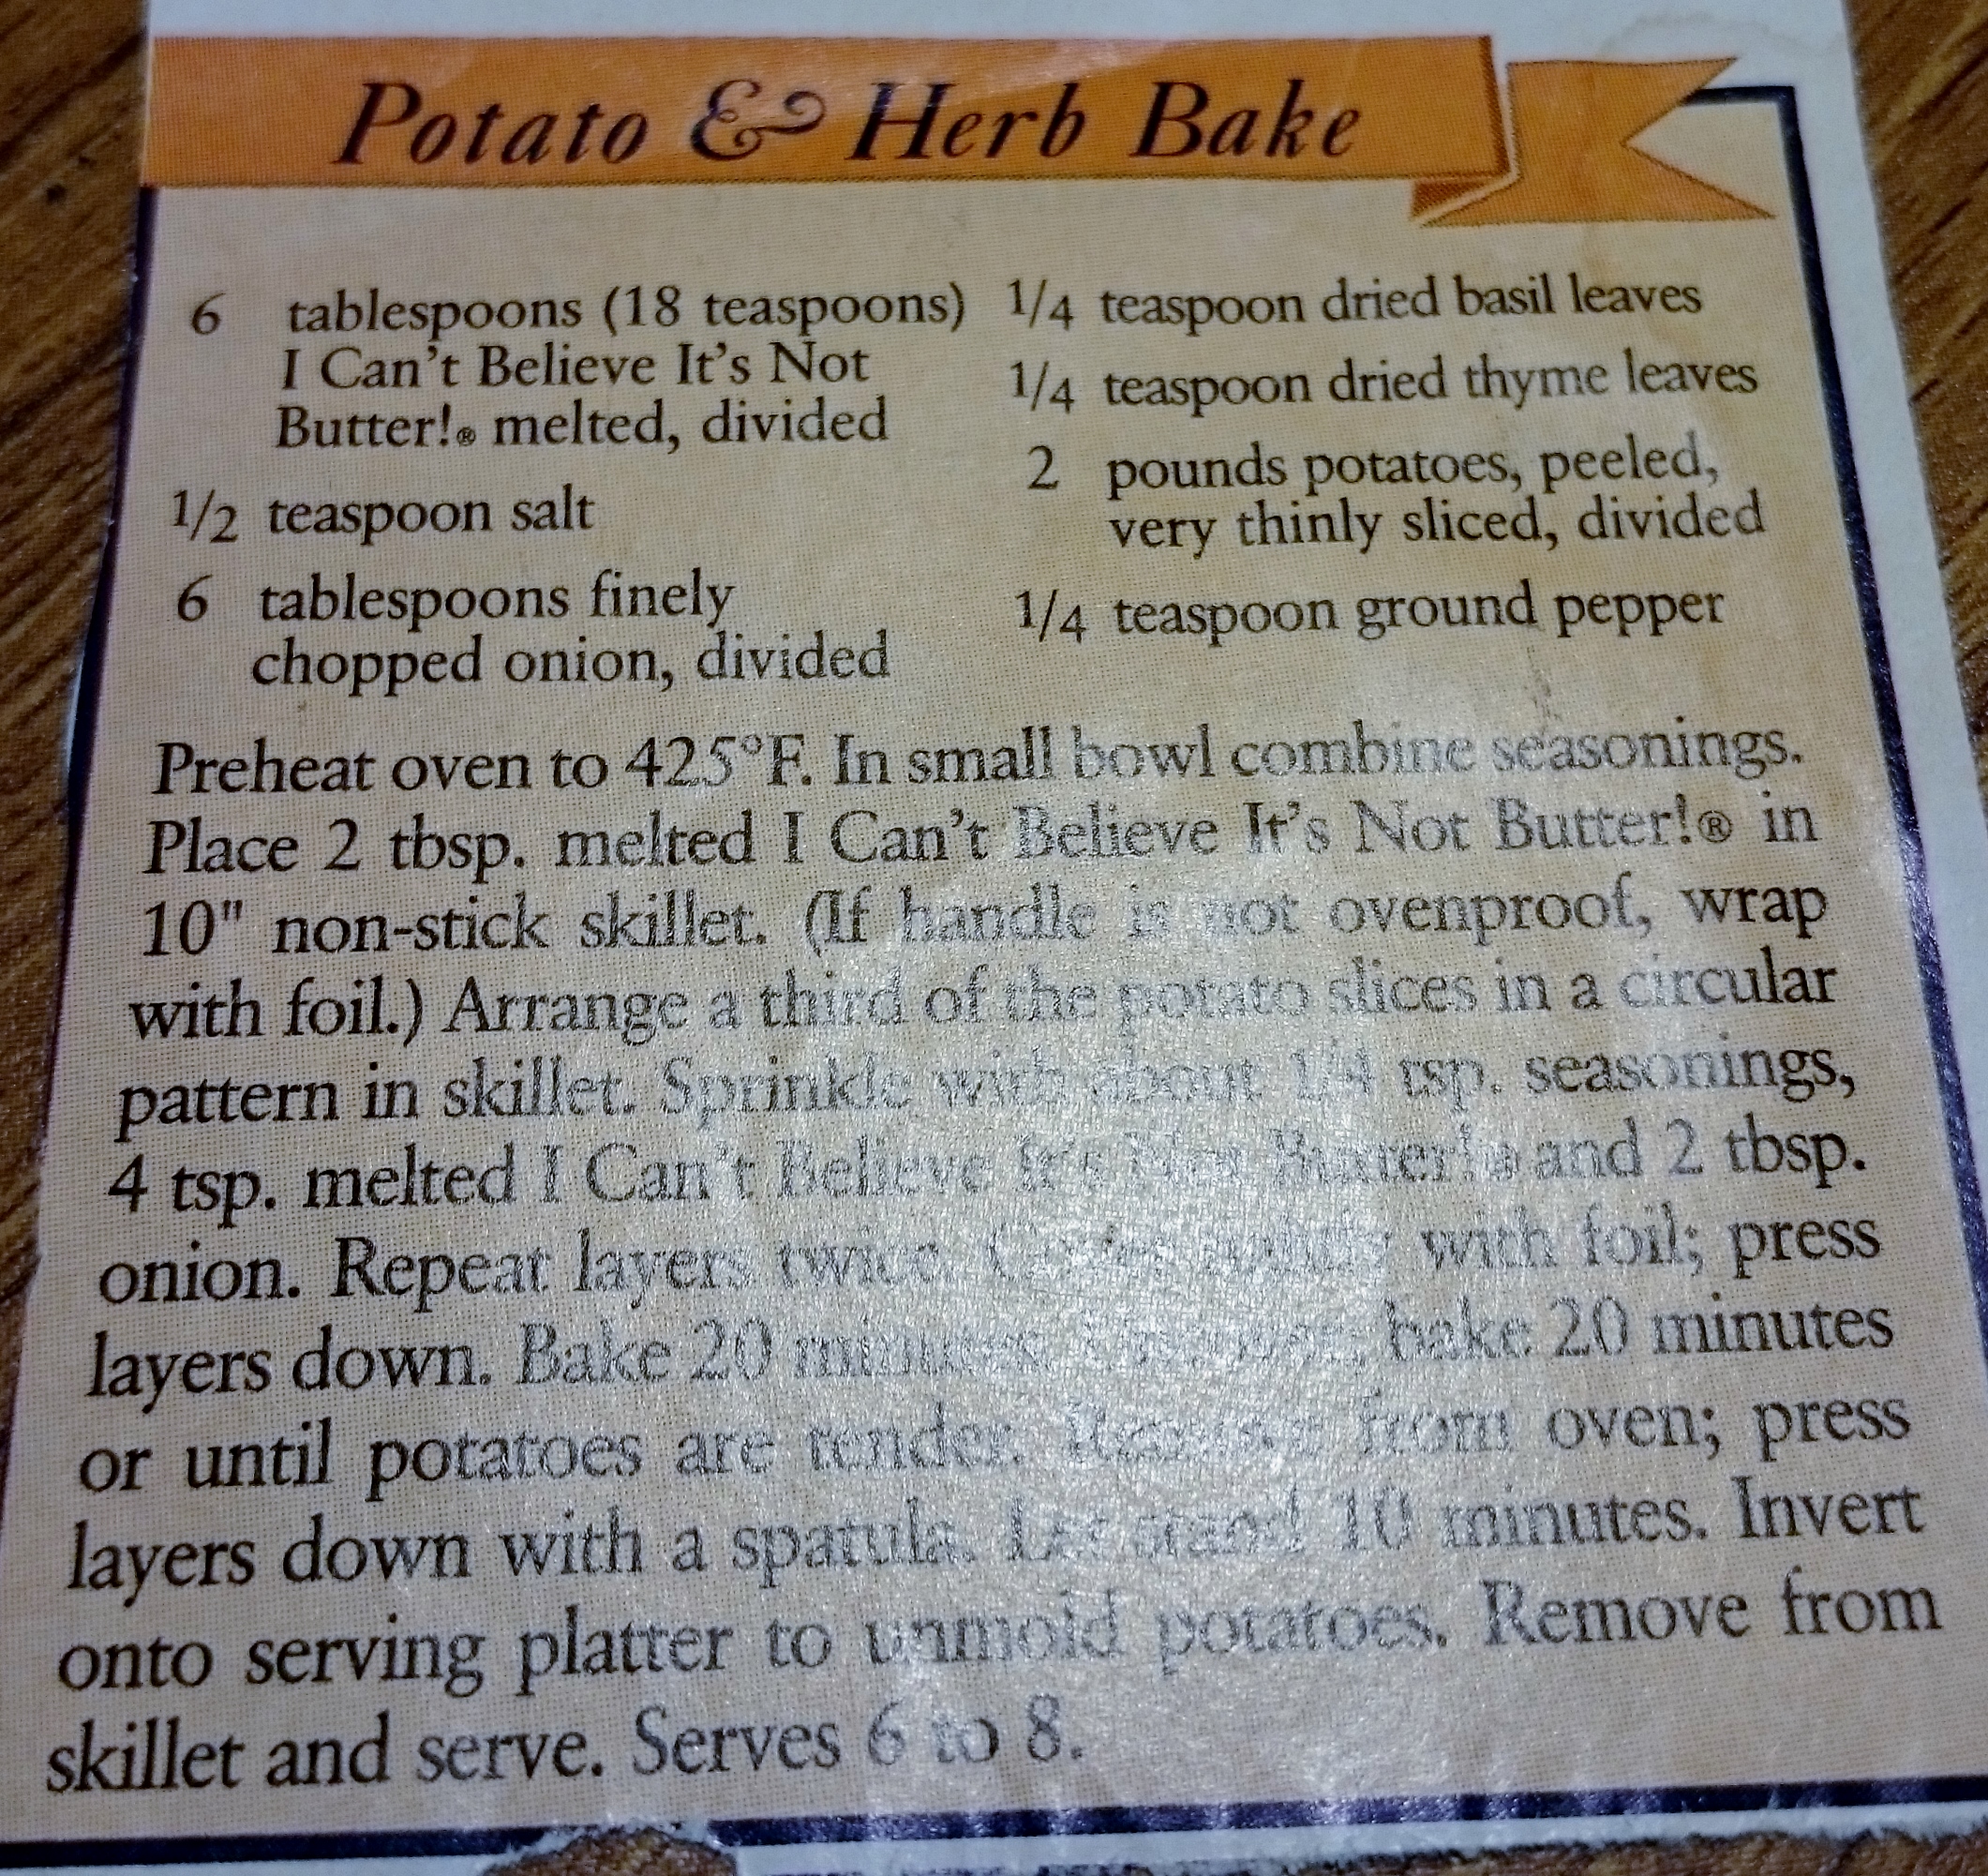 Potato & Herb Bake
6 tablespoons (18 teaspoons)
I Can't Believe It's Not
Butter!® melted, divided
1/2 teaspoon salt
6 tablespoons finely
chopped onion, divided
1/4 teaspoon dried basil leaves
1/4 teaspoon dried thyme leaves
2 pounds potatoes, peeled,
very thinly sliced, divided
1/4 teaspoon ground pepper
Preheat oven to 425°F. In small bowl combine seasonings.
Place 2 tbsp. melted I Can't Believe It's Not Butter!® in
10" non-stick skillet. (If handle is not ovenproof, wrap
with foil.) Arrange a third of the potato slices in a circular
pattern in skillet. Sprinkle with about 1/4 tsp. seasonings,
4 tsp. melted I Can't Believe It's Not Butter!® and 2 tbsp.
onion. Repeat layers twice. with foil; press
layers down. Bake 20 minutes. bake 20 minutes
or until potatoes are tender. Remove from oven; press
layers down with a spatula. Let stand 10 minutes. Invert
onto serving platter to unmold potatoes. Remove from
skillet and serve. Serves 6 to 8.